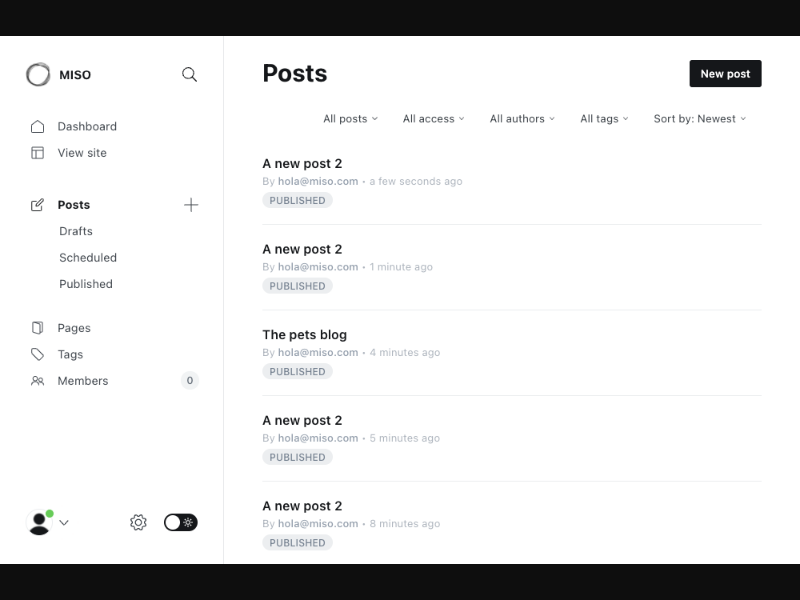 MISO
Dashboard
View site
Posts
Drafts
Scheduled
Published
Pages
Tags
Members 0
Posts
New post
All posts All access All authors All tags Sort by: Newest
A new post 2
By hola@miso.com • a few seconds ago
PUBLISHED
A new post 2
By hola@miso.com • 1 minute ago
PUBLISHED
The pets blog
By hola@miso.com • 4 minutes ago
PUBLISHED
A new post 2
By hola@miso.com • 5 minutes ago
PUBLISHED
A new post 2
By hola@miso.com • 8 minutes ago
PUBLISHED